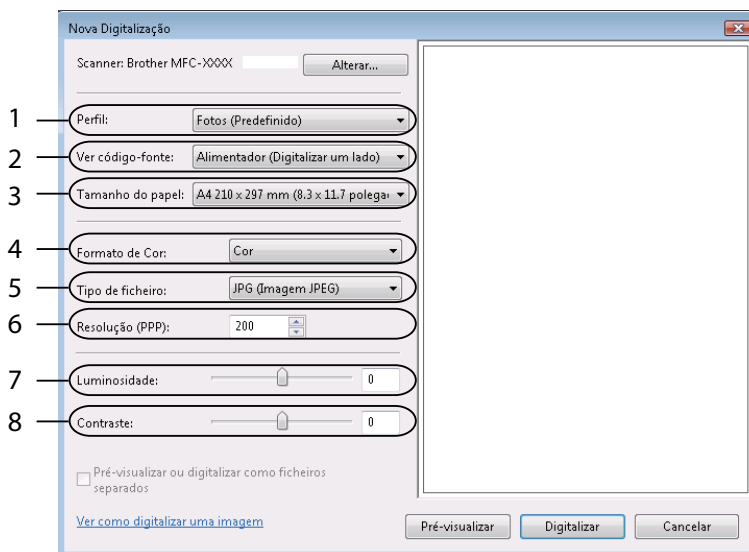 Nova Digitalização
Scanner: Brother MFC-XXXX
Alterar...
1 Perfil: Fotos (Predefinido)
2 Ver código-fonte: Alimentador (Digitalizar um lado)
3 Tamanho do papel: A4 210 x 297 mm (8.3 x 11.7 polega
4 Formato de Cor: Cor
5 Tipo de ficheiro: JPG (Imagem JPEG)
6 Resolução (PPP): 200
7 Luminosidade: 0
8 Contraste: 0
Pré-visualizar ou digitalizar como ficheiros
separados
Ver como digitalizar uma imagem
Pré-visualizar Digitalizar Cancelar